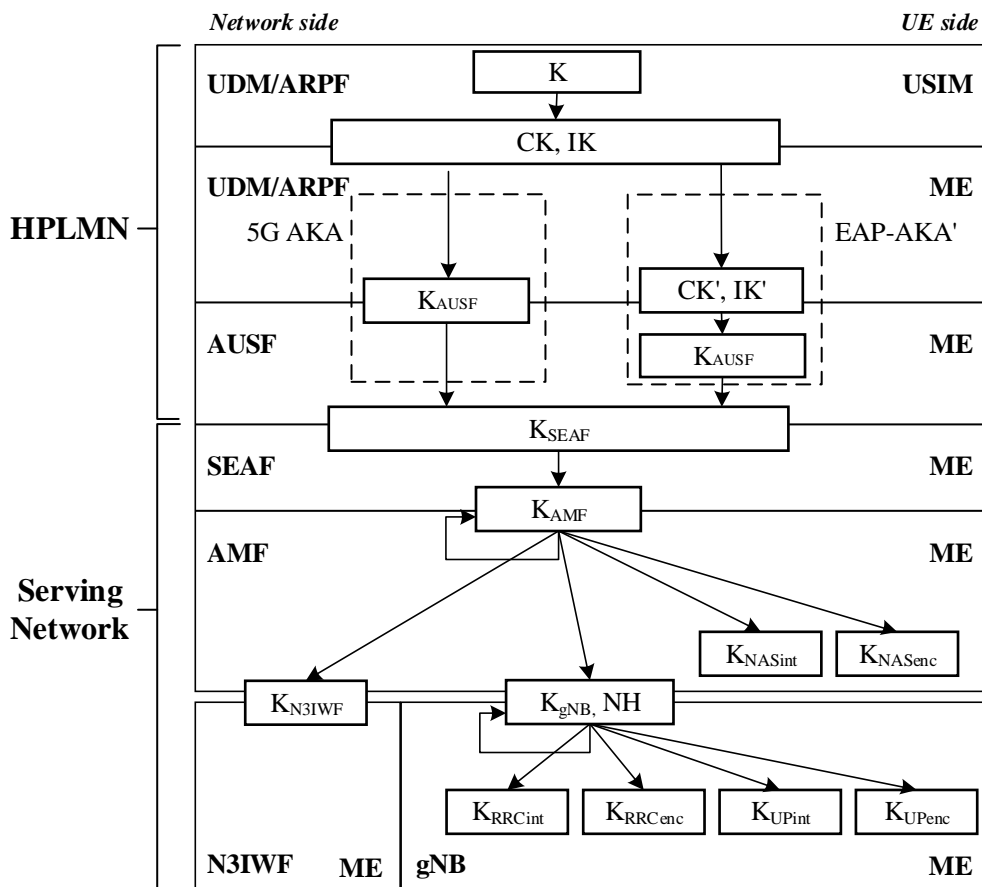 Network side
UE side
UDM/ARPF
K
USIM
CK, IK
UDM/ARPF
ME
HPLMN
5G AKA
EAP-AKA'
CK', IK'
KAUSF
AUSF
KAUSF
ME
KSEAF
SEAF
ME
KAMF
AMF
ME
Serving
Network
KNASint
KNASenc
KN3IWF
KgNB, NH
KRRCint
KRRCenc
KUPint
KUPenc
N3IWF
ME
gNB
ME